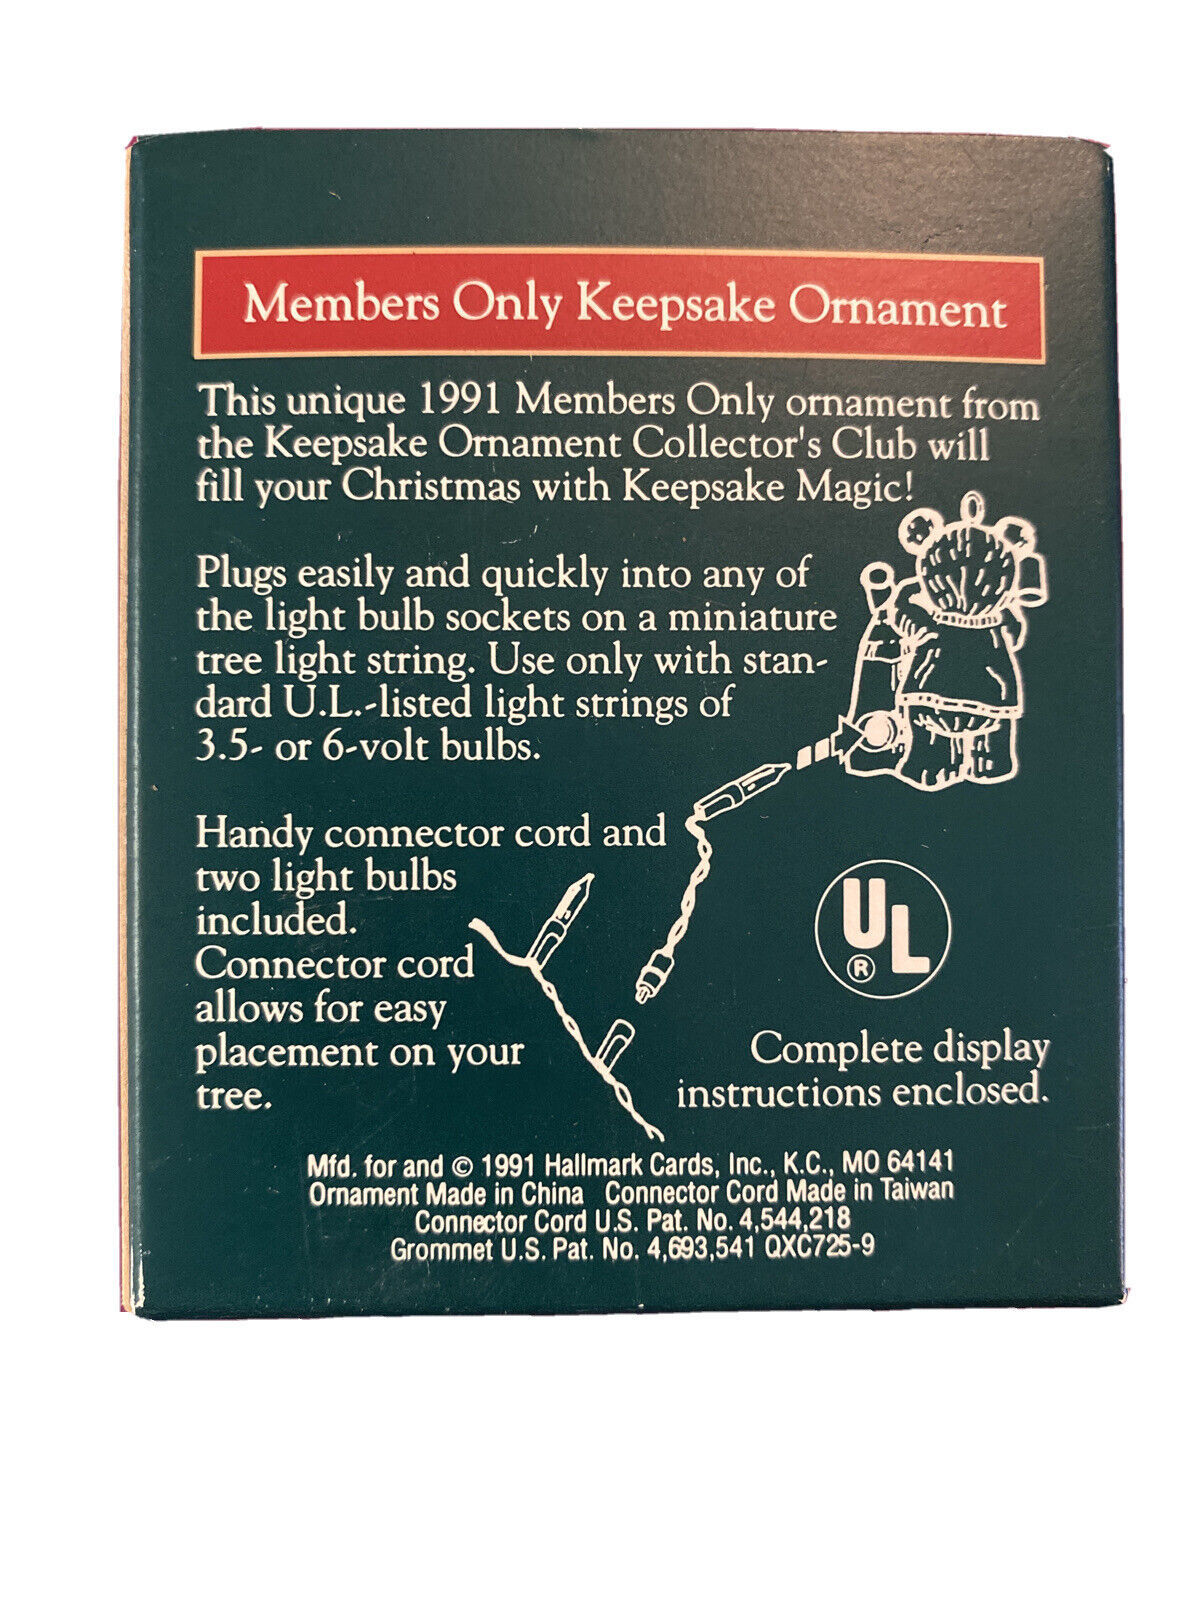 Members Only Keepsake Ornament
This unique 1991 Members Only ornament from
the Keepsake Ornament Collector's Club will
fill your Christmas with Keepsake Magic!
Plugs easily and quickly into any of
the light bulb sockets on a miniature
tree light string. Use only with stan-
dard U.L.-listed light strings of
3.5- or 6-volt bulbs.
Handy connector cord and
two light bulbs
included.
Connector cord
allows for easy
placement on your
tree.
UL
®
Complete display
instructions enclosed.
Mfd. for and © 1991 Hallmark Cards, Inc., K.C., MO 64141
Ornament Made in China Connector Cord Made in Taiwan
Connector Cord U.S. Pat. No. 4,544,218
Grommet U.S. Pat. No. 4,693,541 QXC725-9